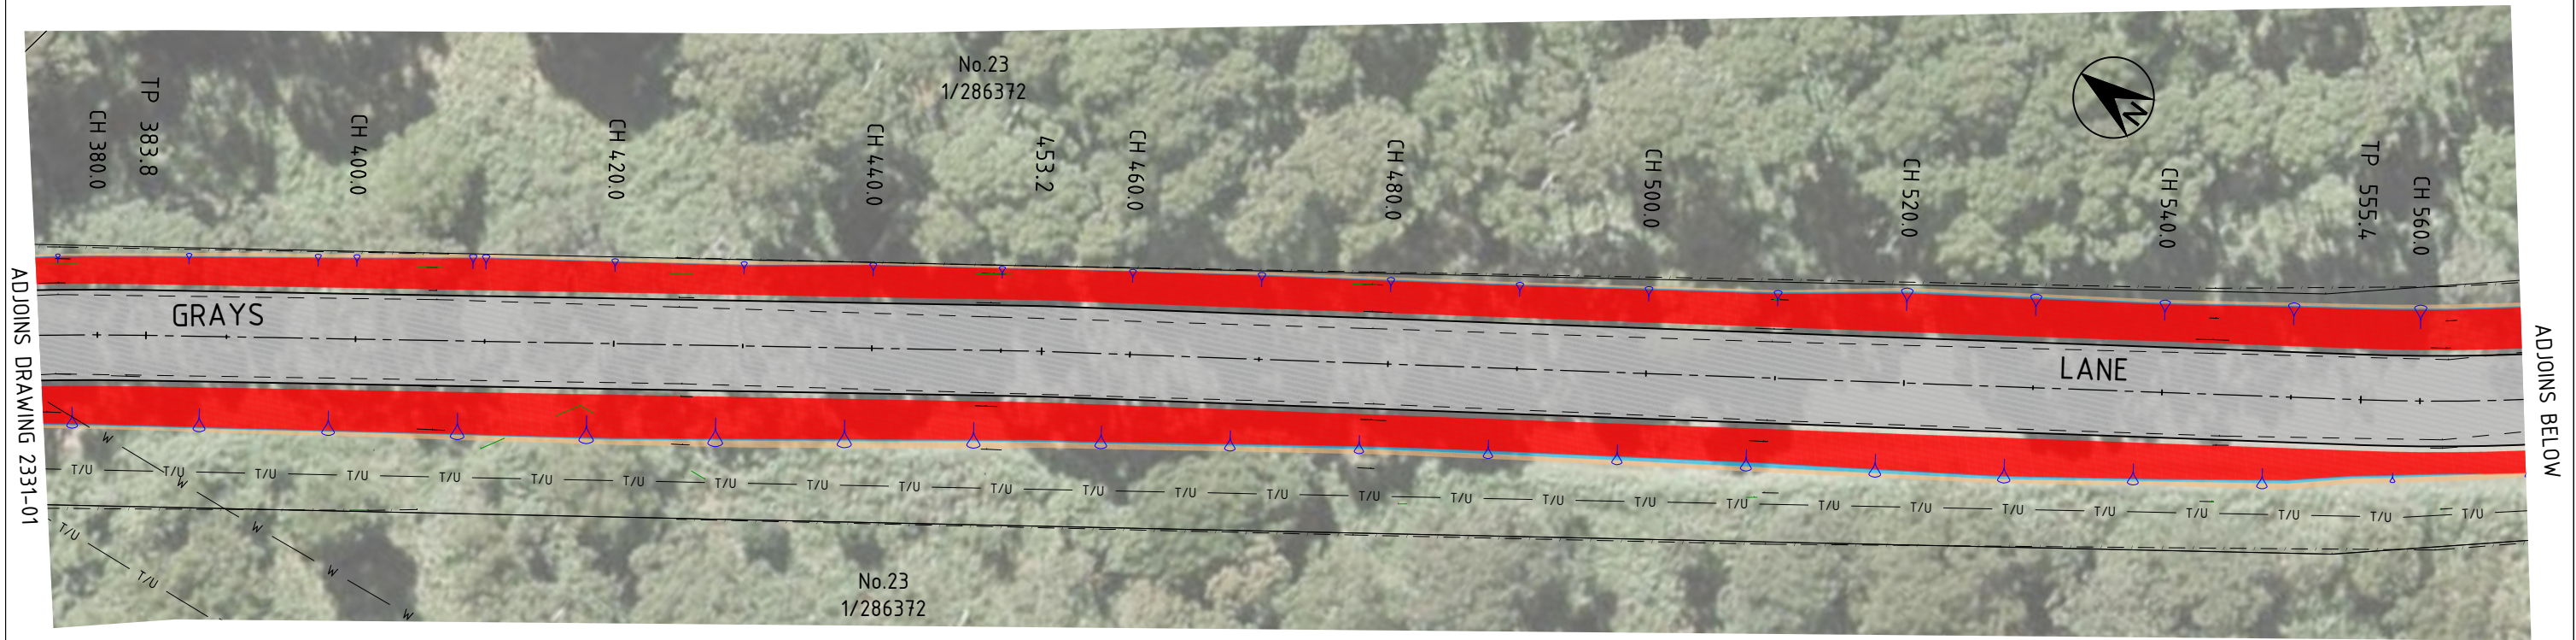 No.23
1/286372
CH 380.0
TP 383.8
CH 400.0
CH 420.0
CH 440.0
453.2
CH 460.0
CH 480.0
CH 500.0
CH 520.0
CH 540.0
TP 555.4
CH 560.0
N
GRAYS
LANE
ADJOINS DRAWING 2331-01
ADJOINS BELOW
T/U T/U T/U T/U T/U T/U T/U T/U T/U T/U T/U T/U T/U T/U T/U T/U T/U T/U T/U T/U T/U T/U T/U T/U T/U T/U T/U
W
W
W
W
W
T/U
T/U
No.23
1/286372